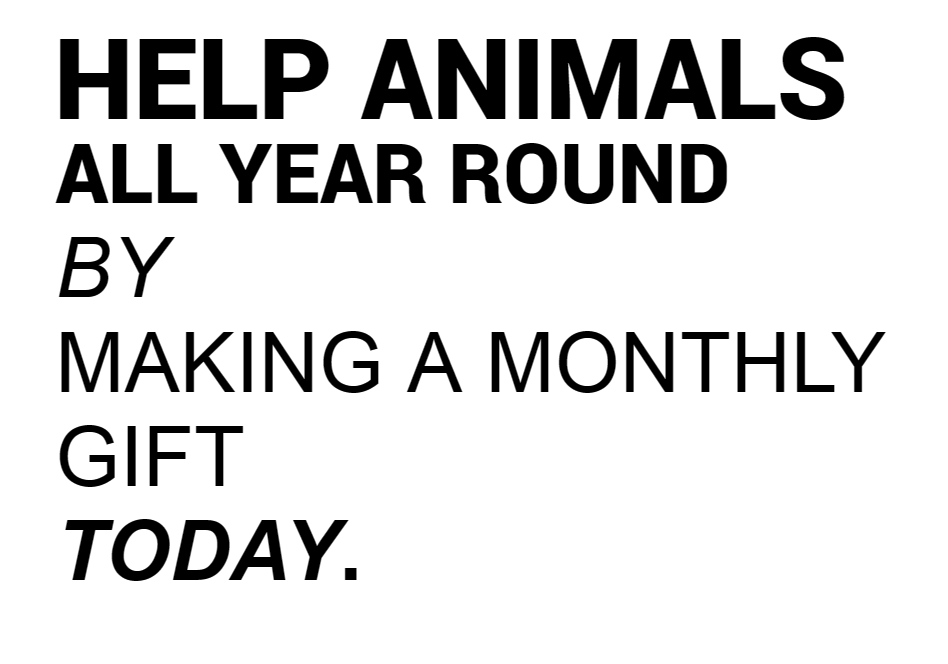 HELP ANIMALS
ALL YEAR ROUND
BY
MAKING A MONTHLY
GIFT
TODAY.